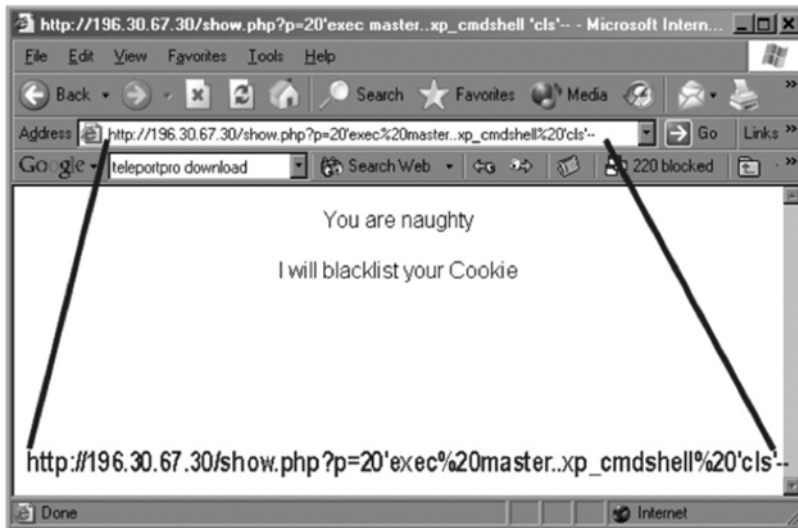 http://196.30.67.30/show.php?p=20'exec master..xp_cmdshell 'cls'-- - Microsoft Intern...
File Edit View Favorites Tools Help
Back Search Favorites Media
Address http://196.30.67.30/show.php?p=20'exec%20master..xp_cmdshell%20'cls'-- Go Links »
Google teleportpro download Search Web 220 blocked »
You are naughty
I will blacklist your Cookie
http://196.30.67.30/show.php?p=20'exec%20master..xp_cmdshell%20'cls'--
Done Internet